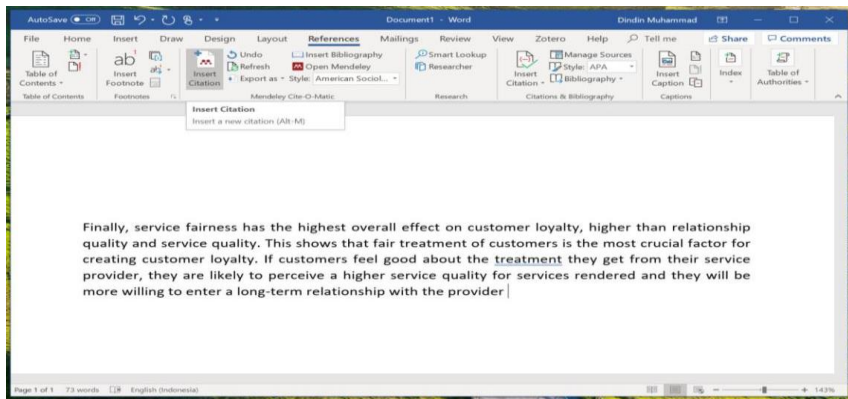 AutoSave Off Document1 - Word Dindin Muhammad
File Home Insert Draw Design Layout References Mailings Review View Zotero Help Tell me Share Comments
Table of Contents
Insert Footnote
Insert Citation
Undo
Refresh
Export as
Insert Bibliography
Open Mendeley
Style: American Sociol...
Smart Lookup
Researcher
Insert Citation
Manage Sources
Style: APA
Bibliography
Insert Caption
Index
Table of Authorities
Table of Contents Footnotes Mendeley Cite-O-Matic Research Citations & Bibliography Captions
Insert Citation
Insert a new citation (Alt-M)
Finally, service fairness has the highest overall effect on customer loyalty, higher than relationship
quality and service quality. This shows that fair treatment of customers is the most crucial factor for
creating customer loyalty. If customers feel good about the treatment they get from their service
provider, they are likely to perceive a higher service quality for services rendered and they will be
more willing to enter a long-term relationship with the provider
Page 1 of 1 73 words English (Indonesia) 143%